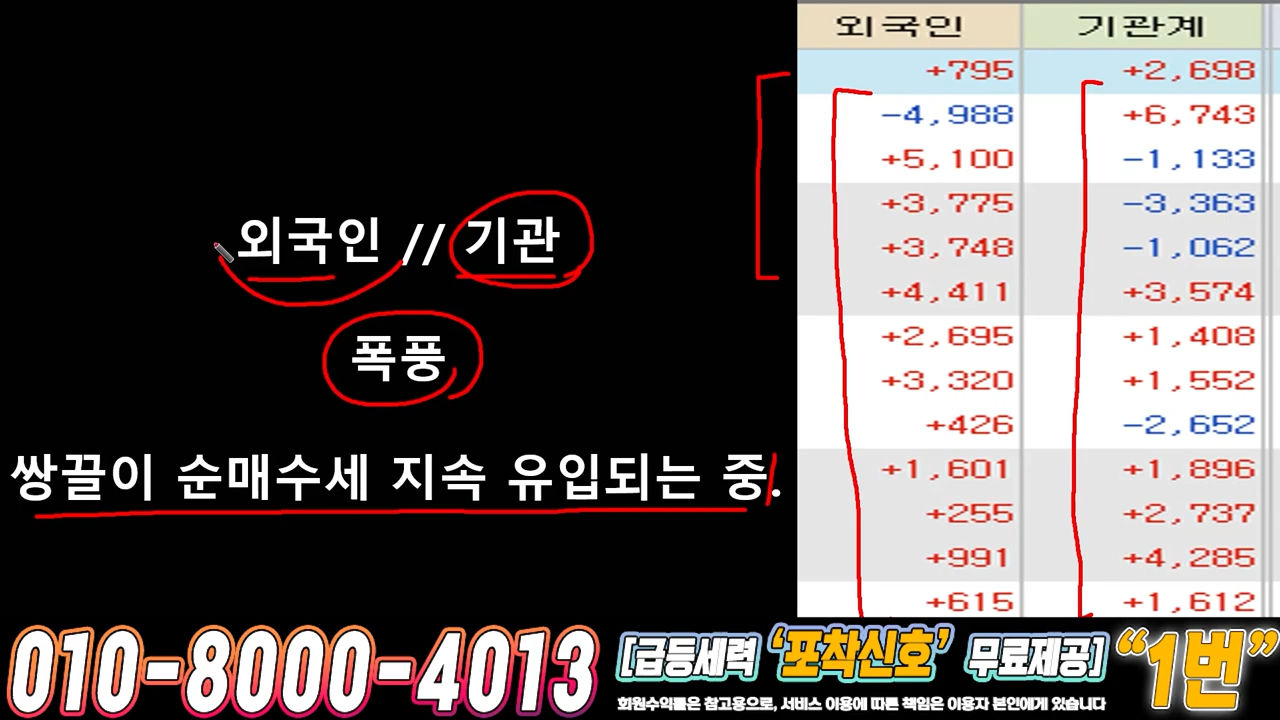 외국인 // 기관
폭풍
쌍끌이 순매수세 지속 유입되는 중.
외국인 기관계
+795 +2,698
-4,988 +6,743
+5,100 -1,133
+3,775 -3,363
+3,748 -1,062
+4,411 +3,574
+2,695 +1,408
+3,320 +1,552
+426 -2,652
+1,601 +1,896
+255 +2,737
+991 +4,285
+615 +1,612
010-8000-4013
[급등세력 '포착신호' 무료제공] “1번”
회원수익률은 참고용으로, 서비스 이용에 따른 책임은 이용자 본인에게 있습니다